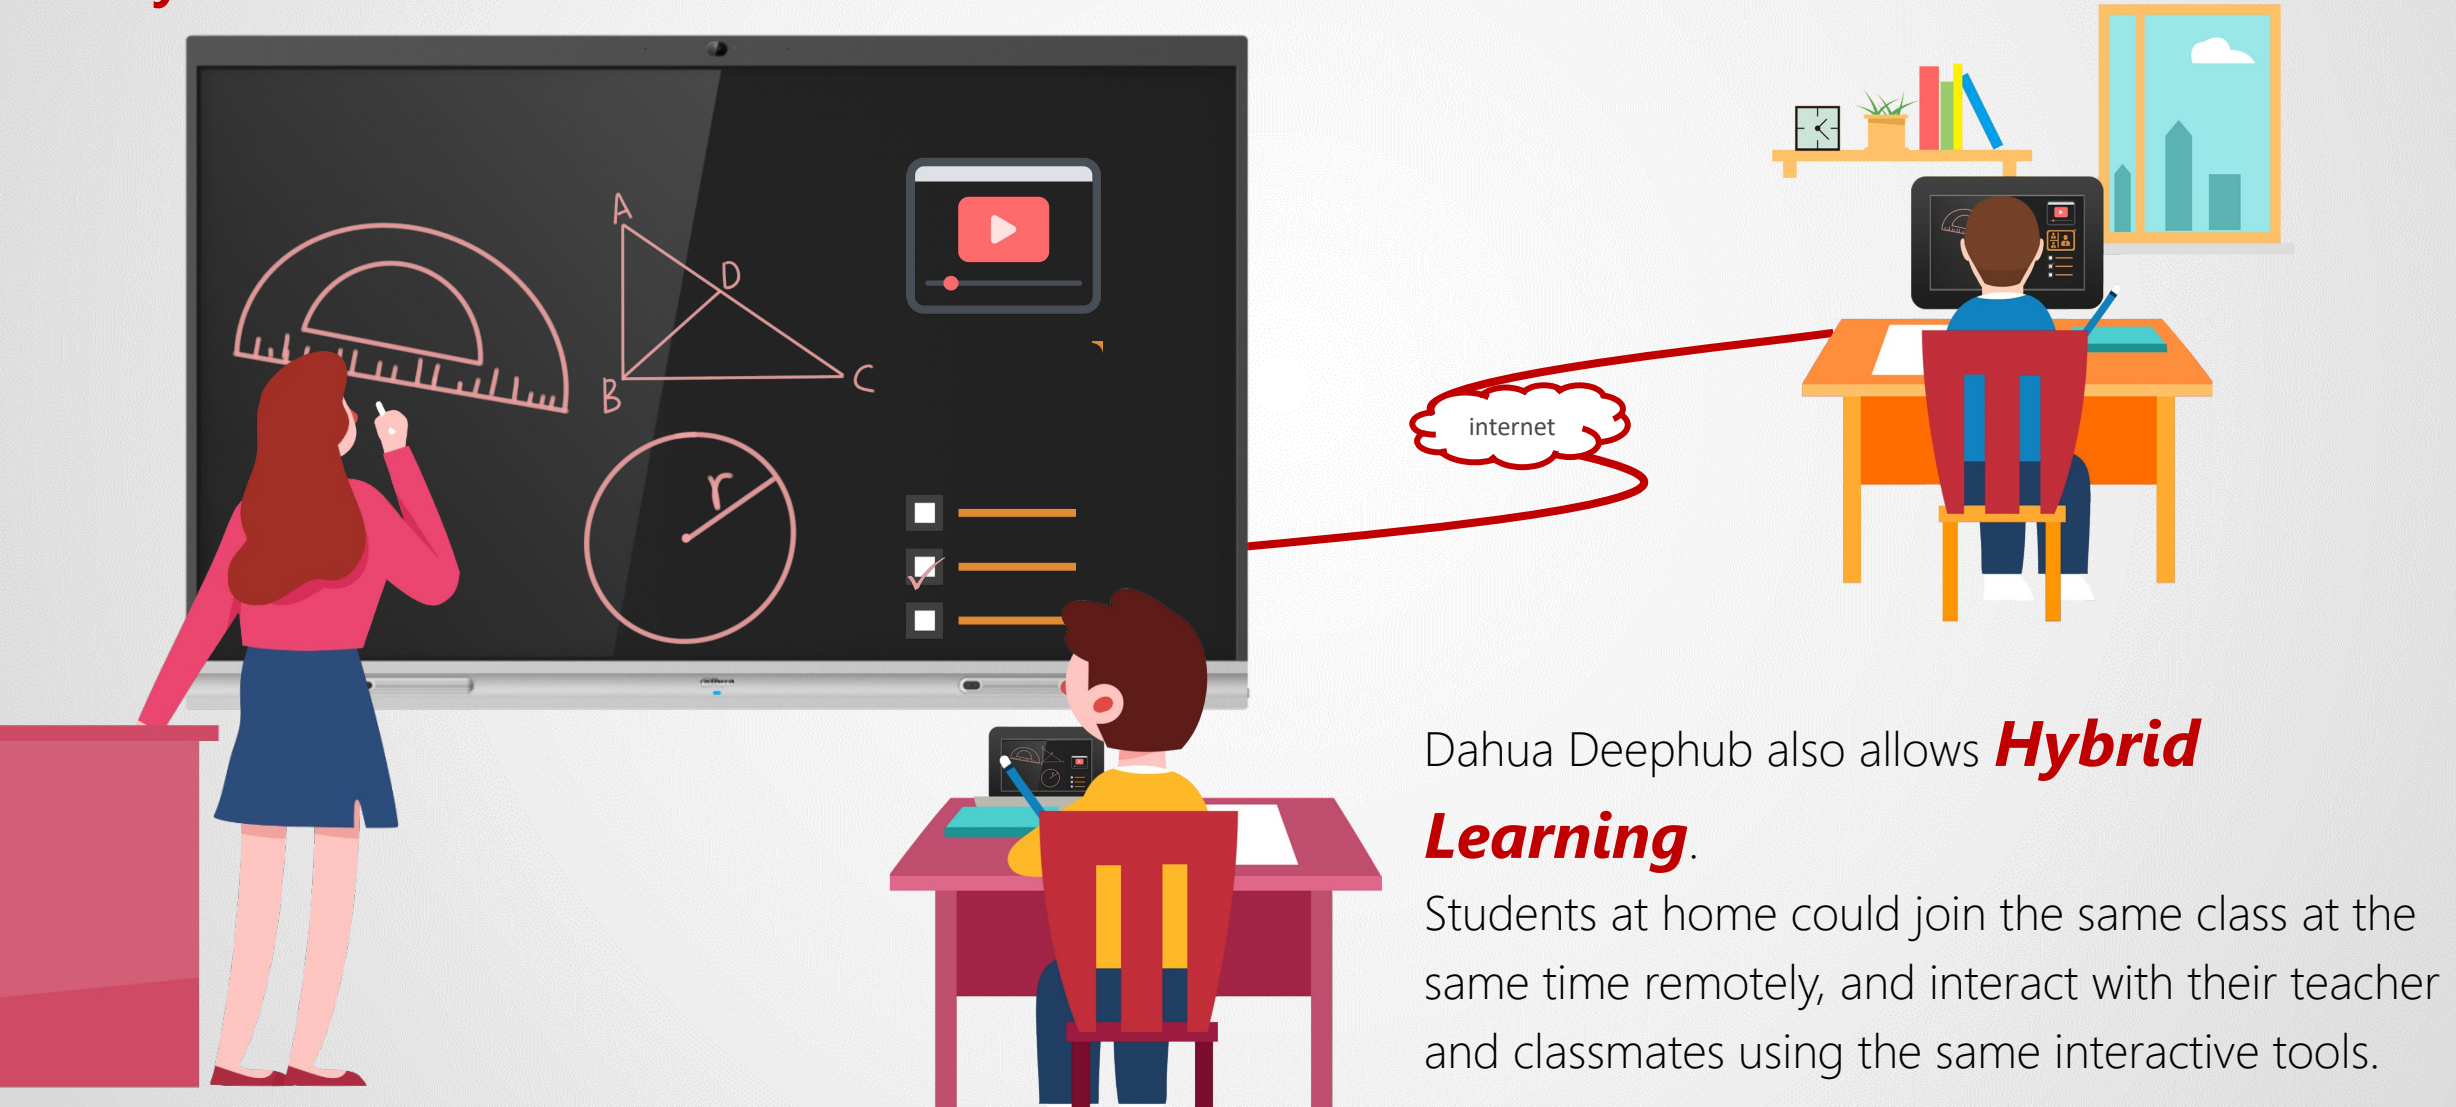 A
D
B
C
r
internet
Dahua Deephub also allows Hybrid
Learning.
Students at home could join the same class at the
same time remotely, and interact with their teacher
and classmates using the same interactive tools.